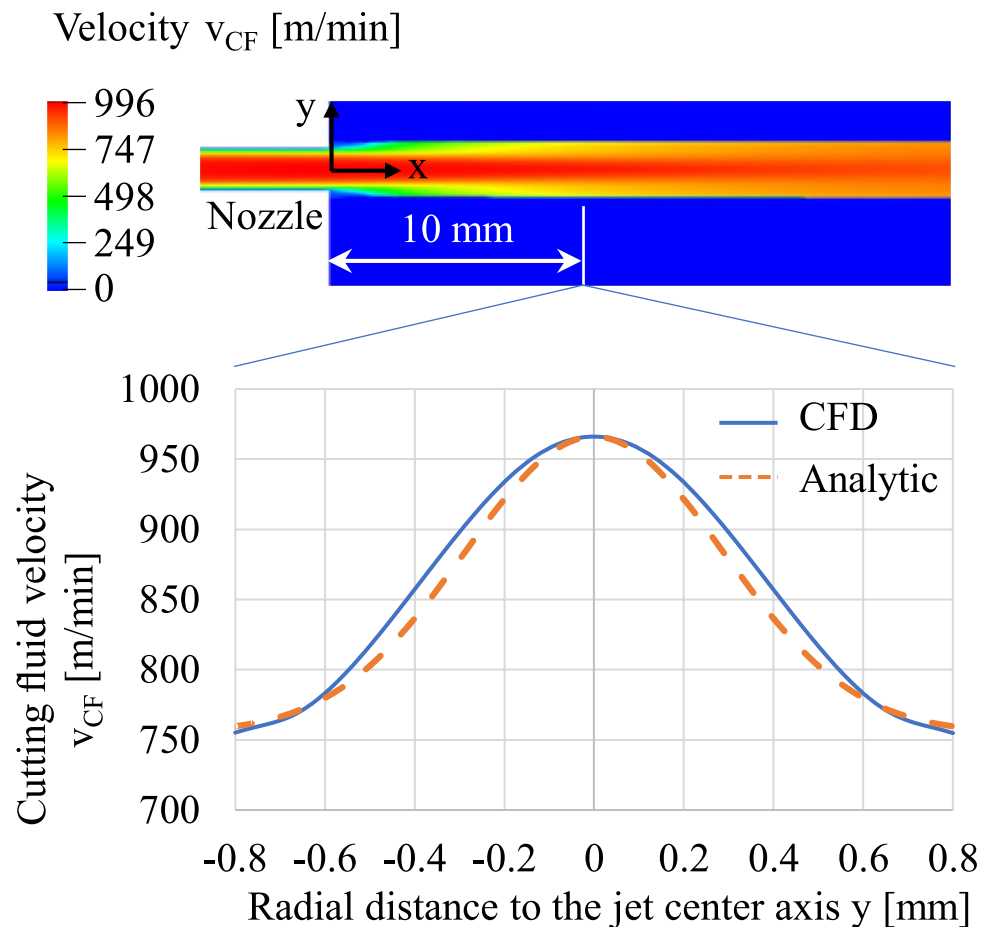 Velocity v_CF [m/min]
996
747
498
249
0
y
x
Nozzle
10 mm
1000
950
900
850
800
750
700
Cutting fluid velocity
v_CF [m/min]
CFD
Analytic
-0.8 -0.6 -0.4 -0.2 0 0.2 0.4 0.6 0.8
Radial distance to the jet center axis y [mm]